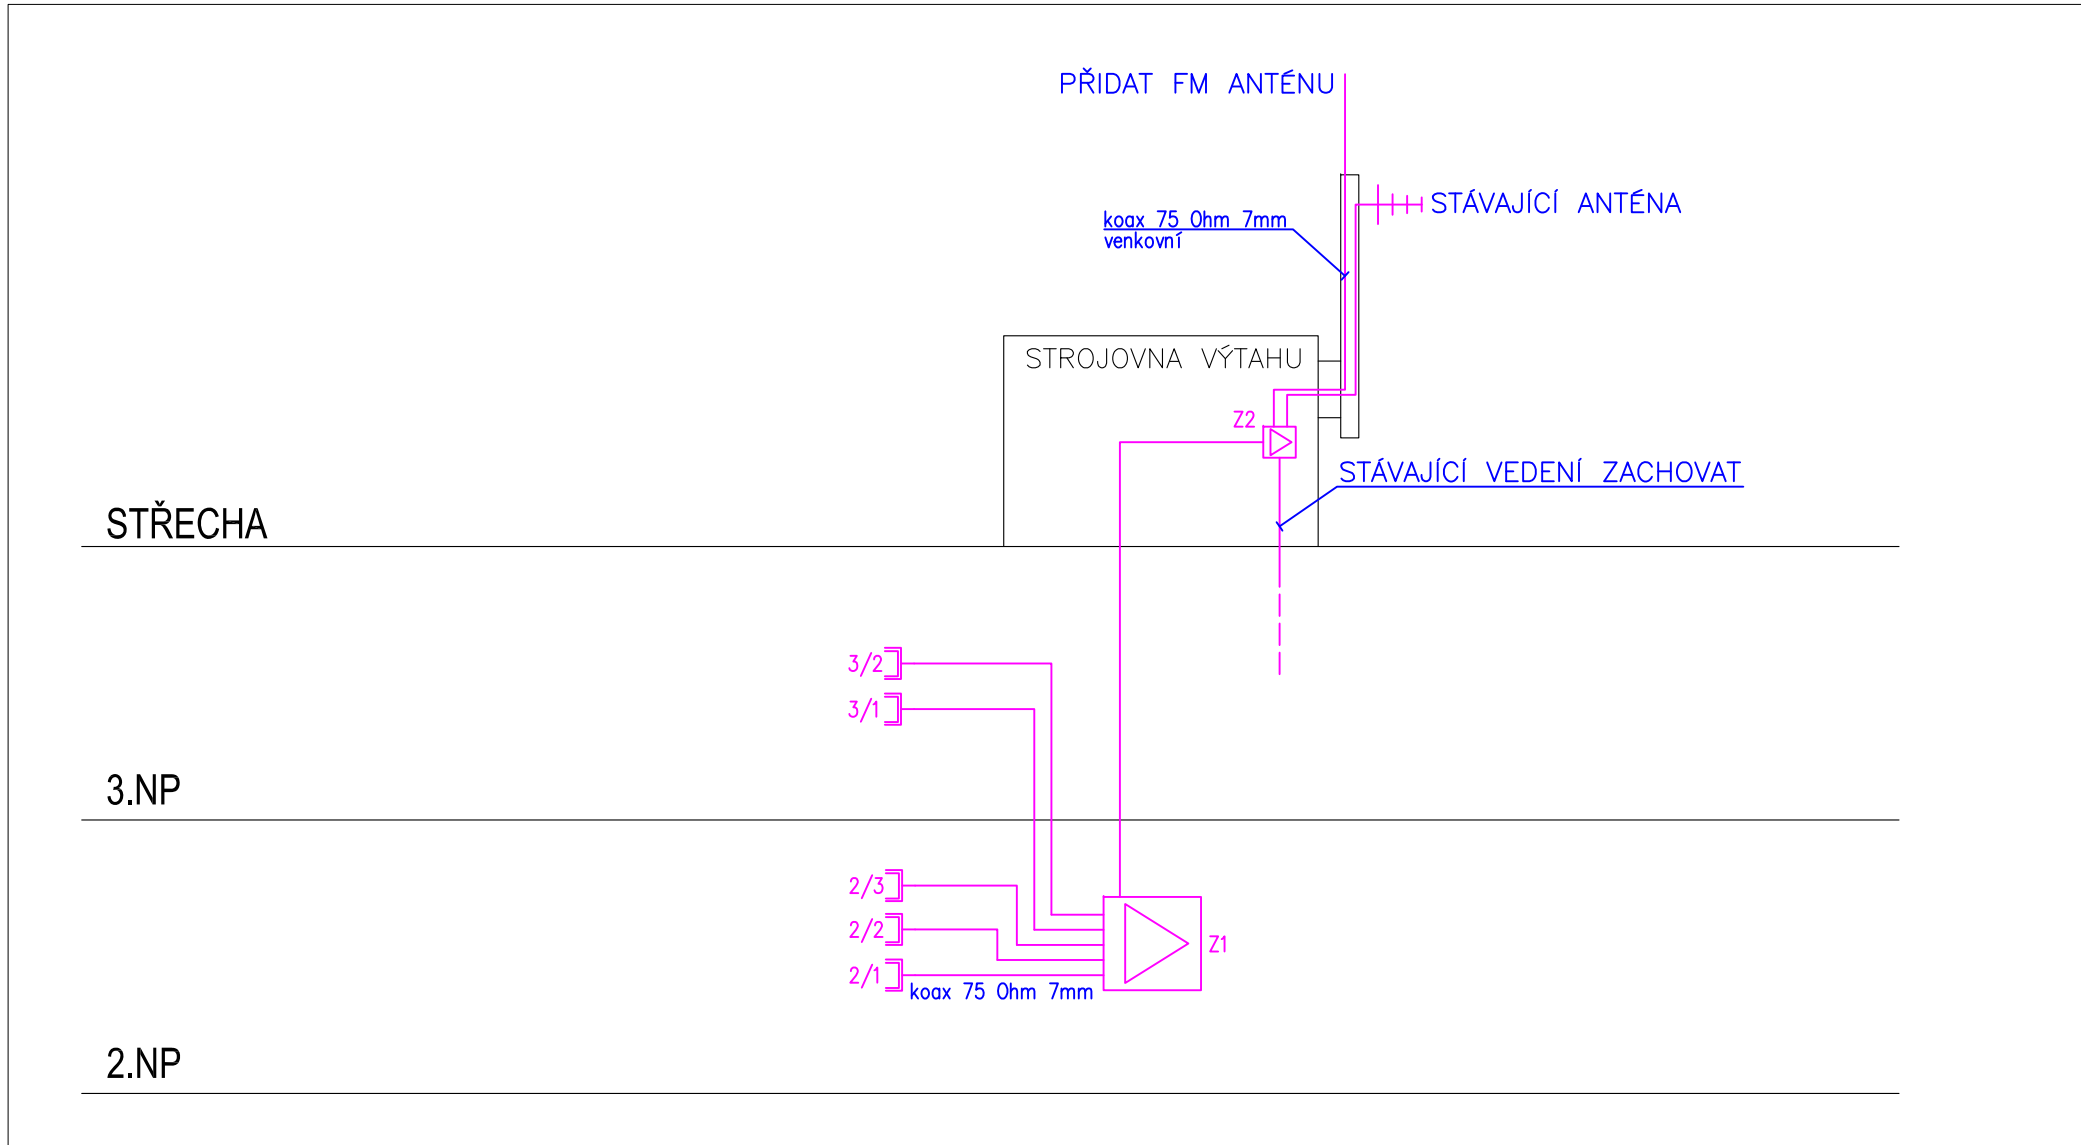 PŘIDAT FM ANTÉNU
STÁVAJÍCÍ ANTÉNA
koax 75 Ohm 7mm
venkovní
STROJOVNA VÝTAHU
Z2
STÁVAJÍCÍ VEDENÍ ZACHOVAT
STŘECHA
3/2
3/1
3.NP
2/3
2/2
Z1
2/1
koax 75 Ohm 7mm
2.NP